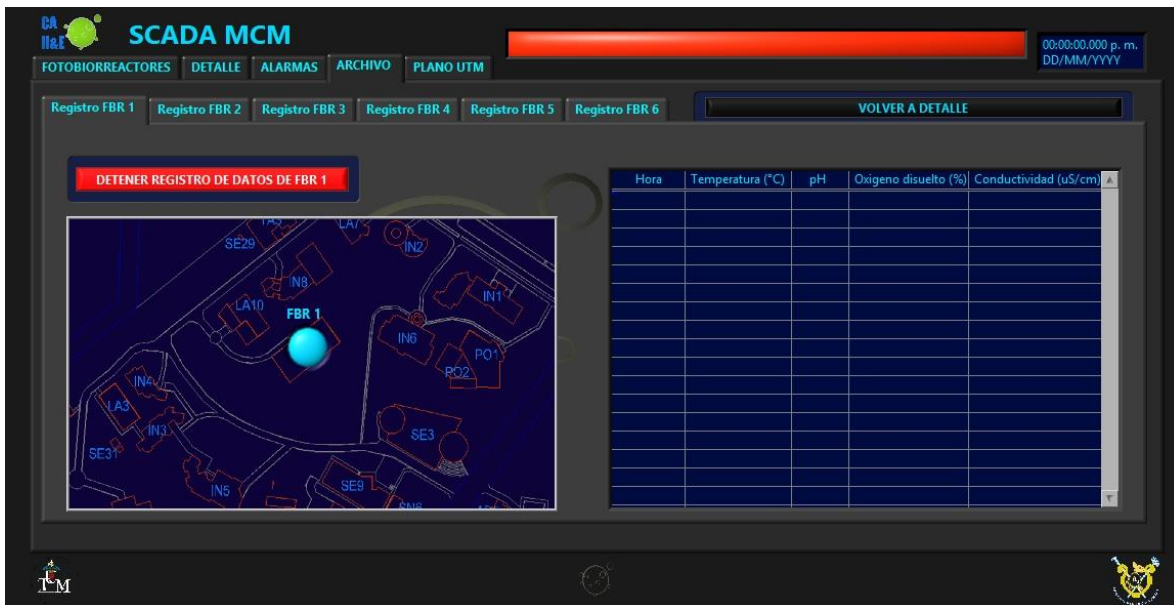 CA
II&E
SCADA MCM
00:00:00.000 p. m.
DD/MM/YYYY
FOTOBIORREACTORES DETALLE ALARMAS ARCHIVO PLANO UTM
Registro FBR 1 Registro FBR 2 Registro FBR 3 Registro FBR 4 Registro FBR 5 Registro FBR 6
VOLVER A DETALLE
DETENER REGISTRO DE DATOS DE FBR 1
Hora Temperatura (°C) pH Oxigeno disuelto (%) Conductividad (uS/cm)
LA7
SE29
IN2
IN8
IN1
LA10
FBR 1
IN6
PO1
PO2
IN4
LA3
IN3
SE3
SE31
IN5
SE9